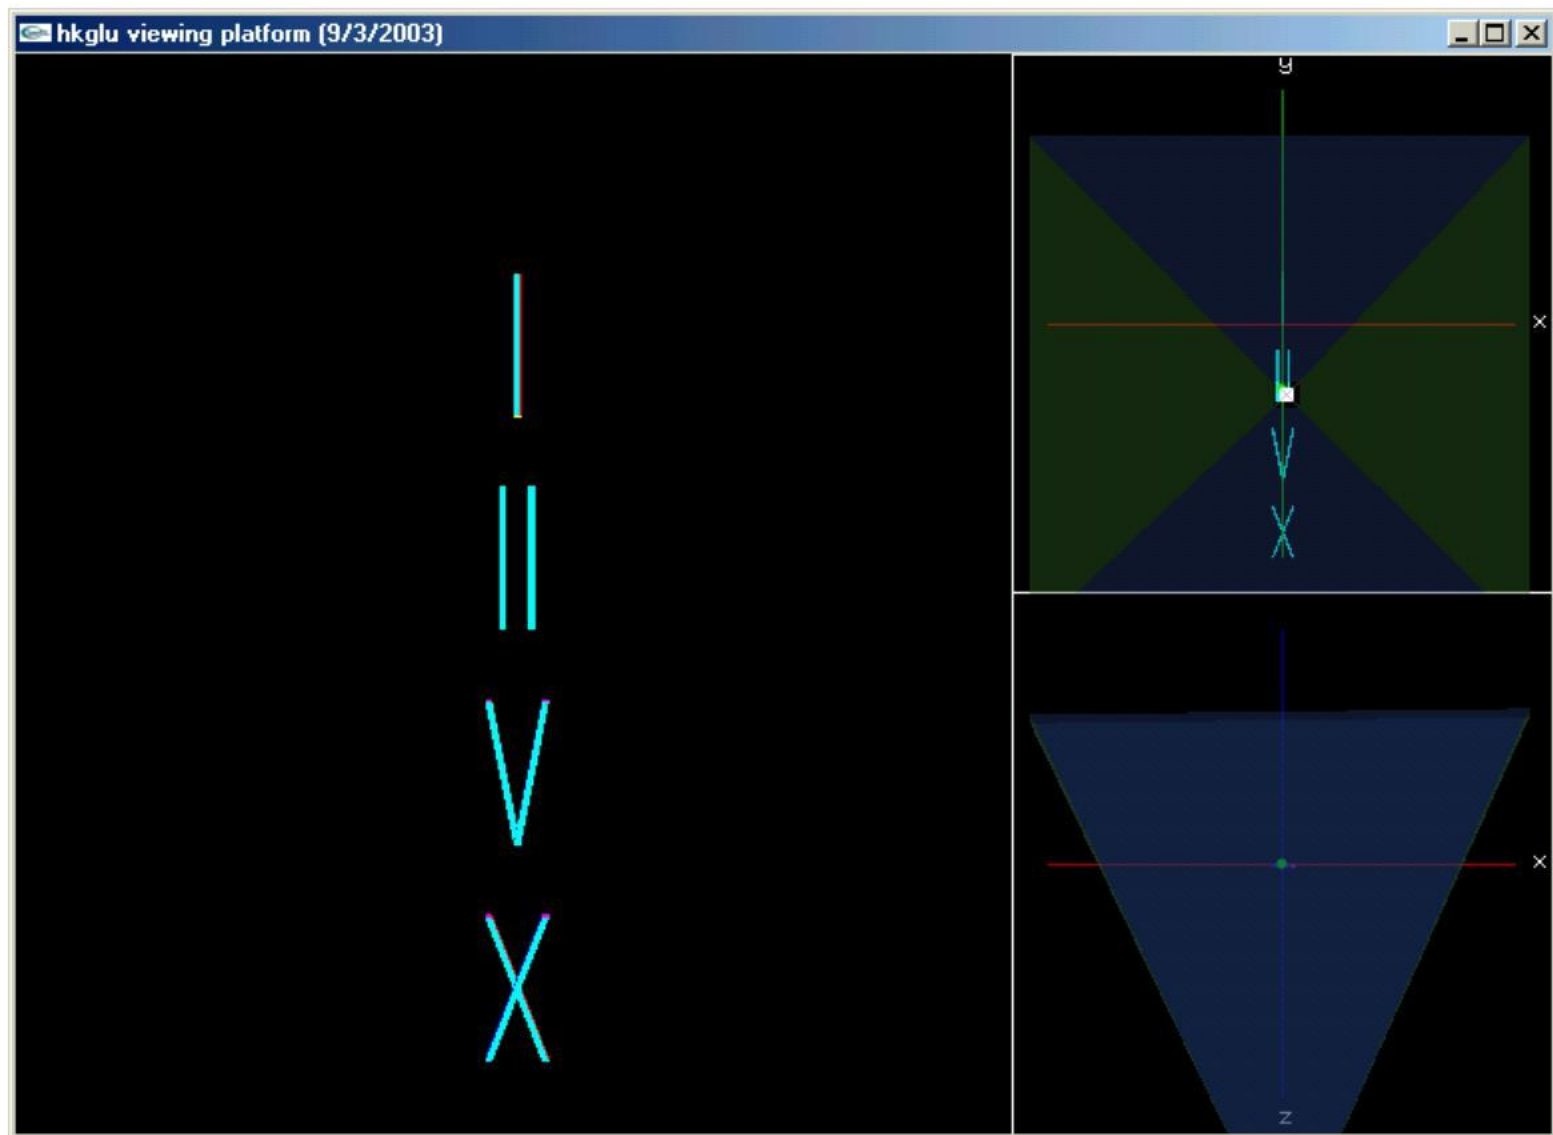 hkglu viewing platform (9/3/2003)
I
II
V
X
y
x
x
z